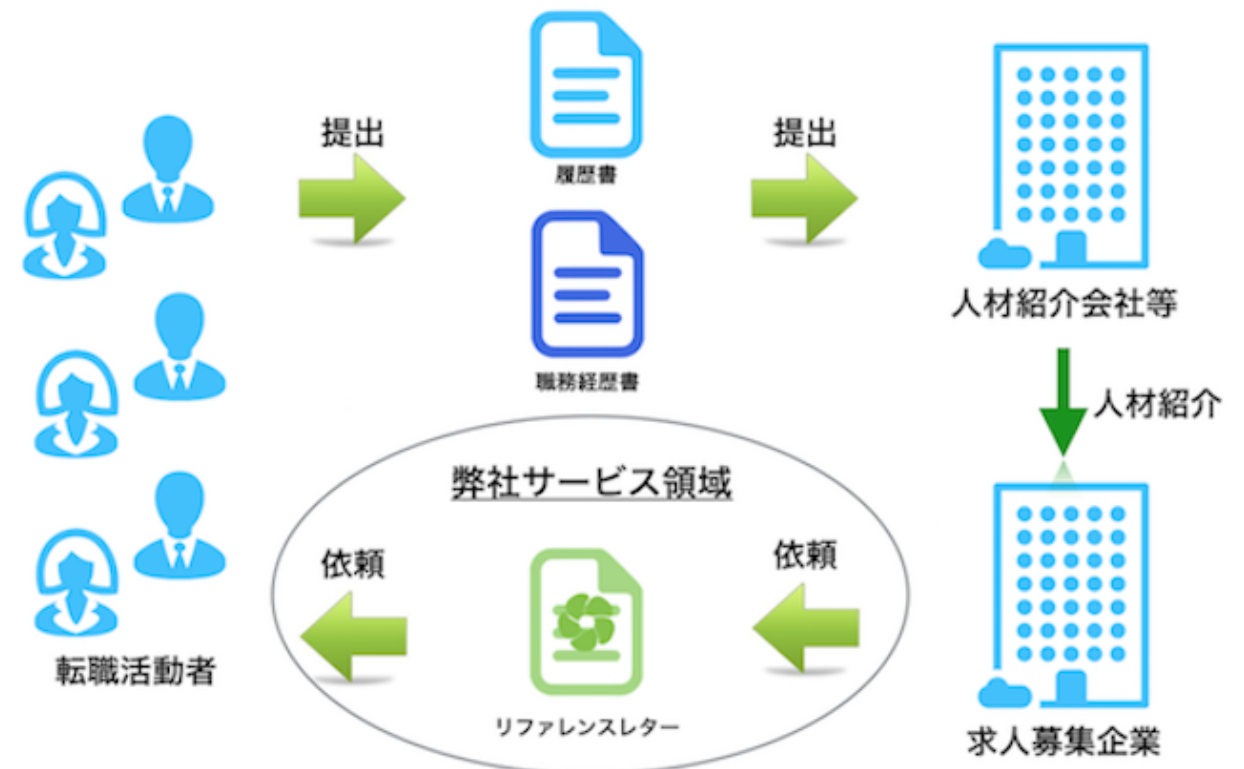 提出
提出
履歴書
職務経歴書
人材紹介会社等
人材紹介
弊社サービス領域
依頼
依頼
リファレンスレター
転職活動者
求人募集企業